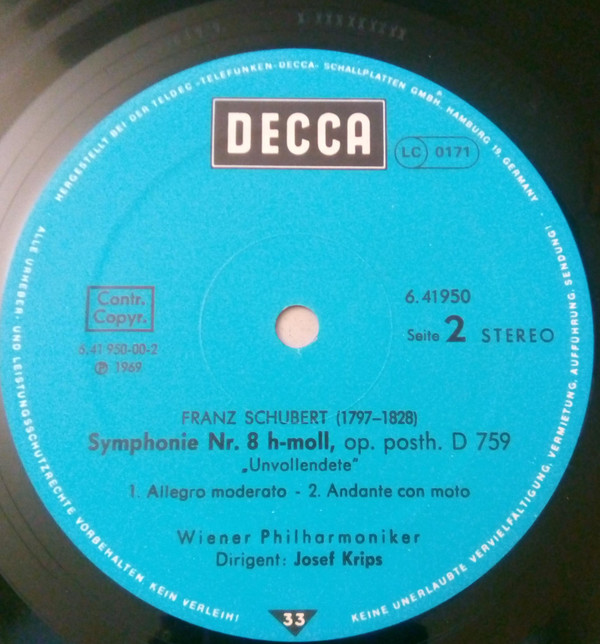 HERGESTELLT BEI DER TELDEC »TELEFUNKEN-DECCA« SCHALLPLATTEN GMBH, HAMBURG 19, GERMANY ·
DECCA
LC 0171
Contr.
Copyr.
6.41950
Seite 2 STEREO
6.41 950-00-2
℗ 1969
FRANZ SCHUBERT (1797–1828)
Symphonie Nr. 8 h-moll, op. posth. D 759
„Unvollendete"
1. Allegro moderato - 2. Andante con moto
Wiener Philharmoniker
Dirigent: Josef Krips
33
ALLE URHEBER- UND LEISTUNGSSCHUTZRECHTE VORBEHALTEN. KEIN VERLEIH!
KEINE UNERLAUBTE VERVIELFÄLTIGUNG, VERMIETUNG, AUFFÜHRUNG, SENDUNG!